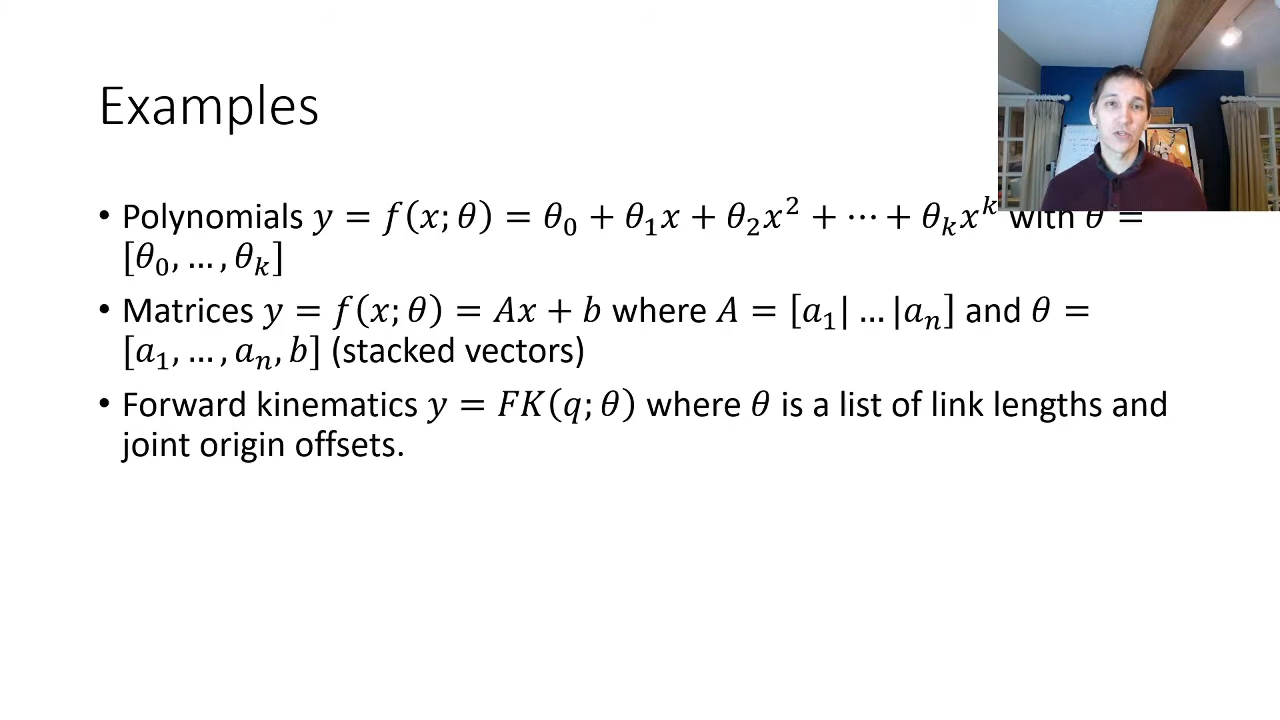 Examples
• Polynomials 𝑦 = 𝑓(𝑥; 𝜃) = 𝜃₀ + 𝜃₁𝑥 + 𝜃₂𝑥² + ⋯ + 𝜃ₖ𝑥ᵏ with 𝜃 =
[𝜃₀, … , 𝜃ₖ]
• Matrices 𝑦 = 𝑓(𝑥; 𝜃) = 𝐴𝑥 + 𝑏 where 𝐴 = [𝑎₁| … |𝑎ₙ] and 𝜃 =
[𝑎₁, … , 𝑎ₙ, 𝑏] (stacked vectors)
• Forward kinematics 𝑦 = 𝐹𝐾(𝑞; 𝜃) where 𝜃 is a list of link lengths and
joint origin offsets.